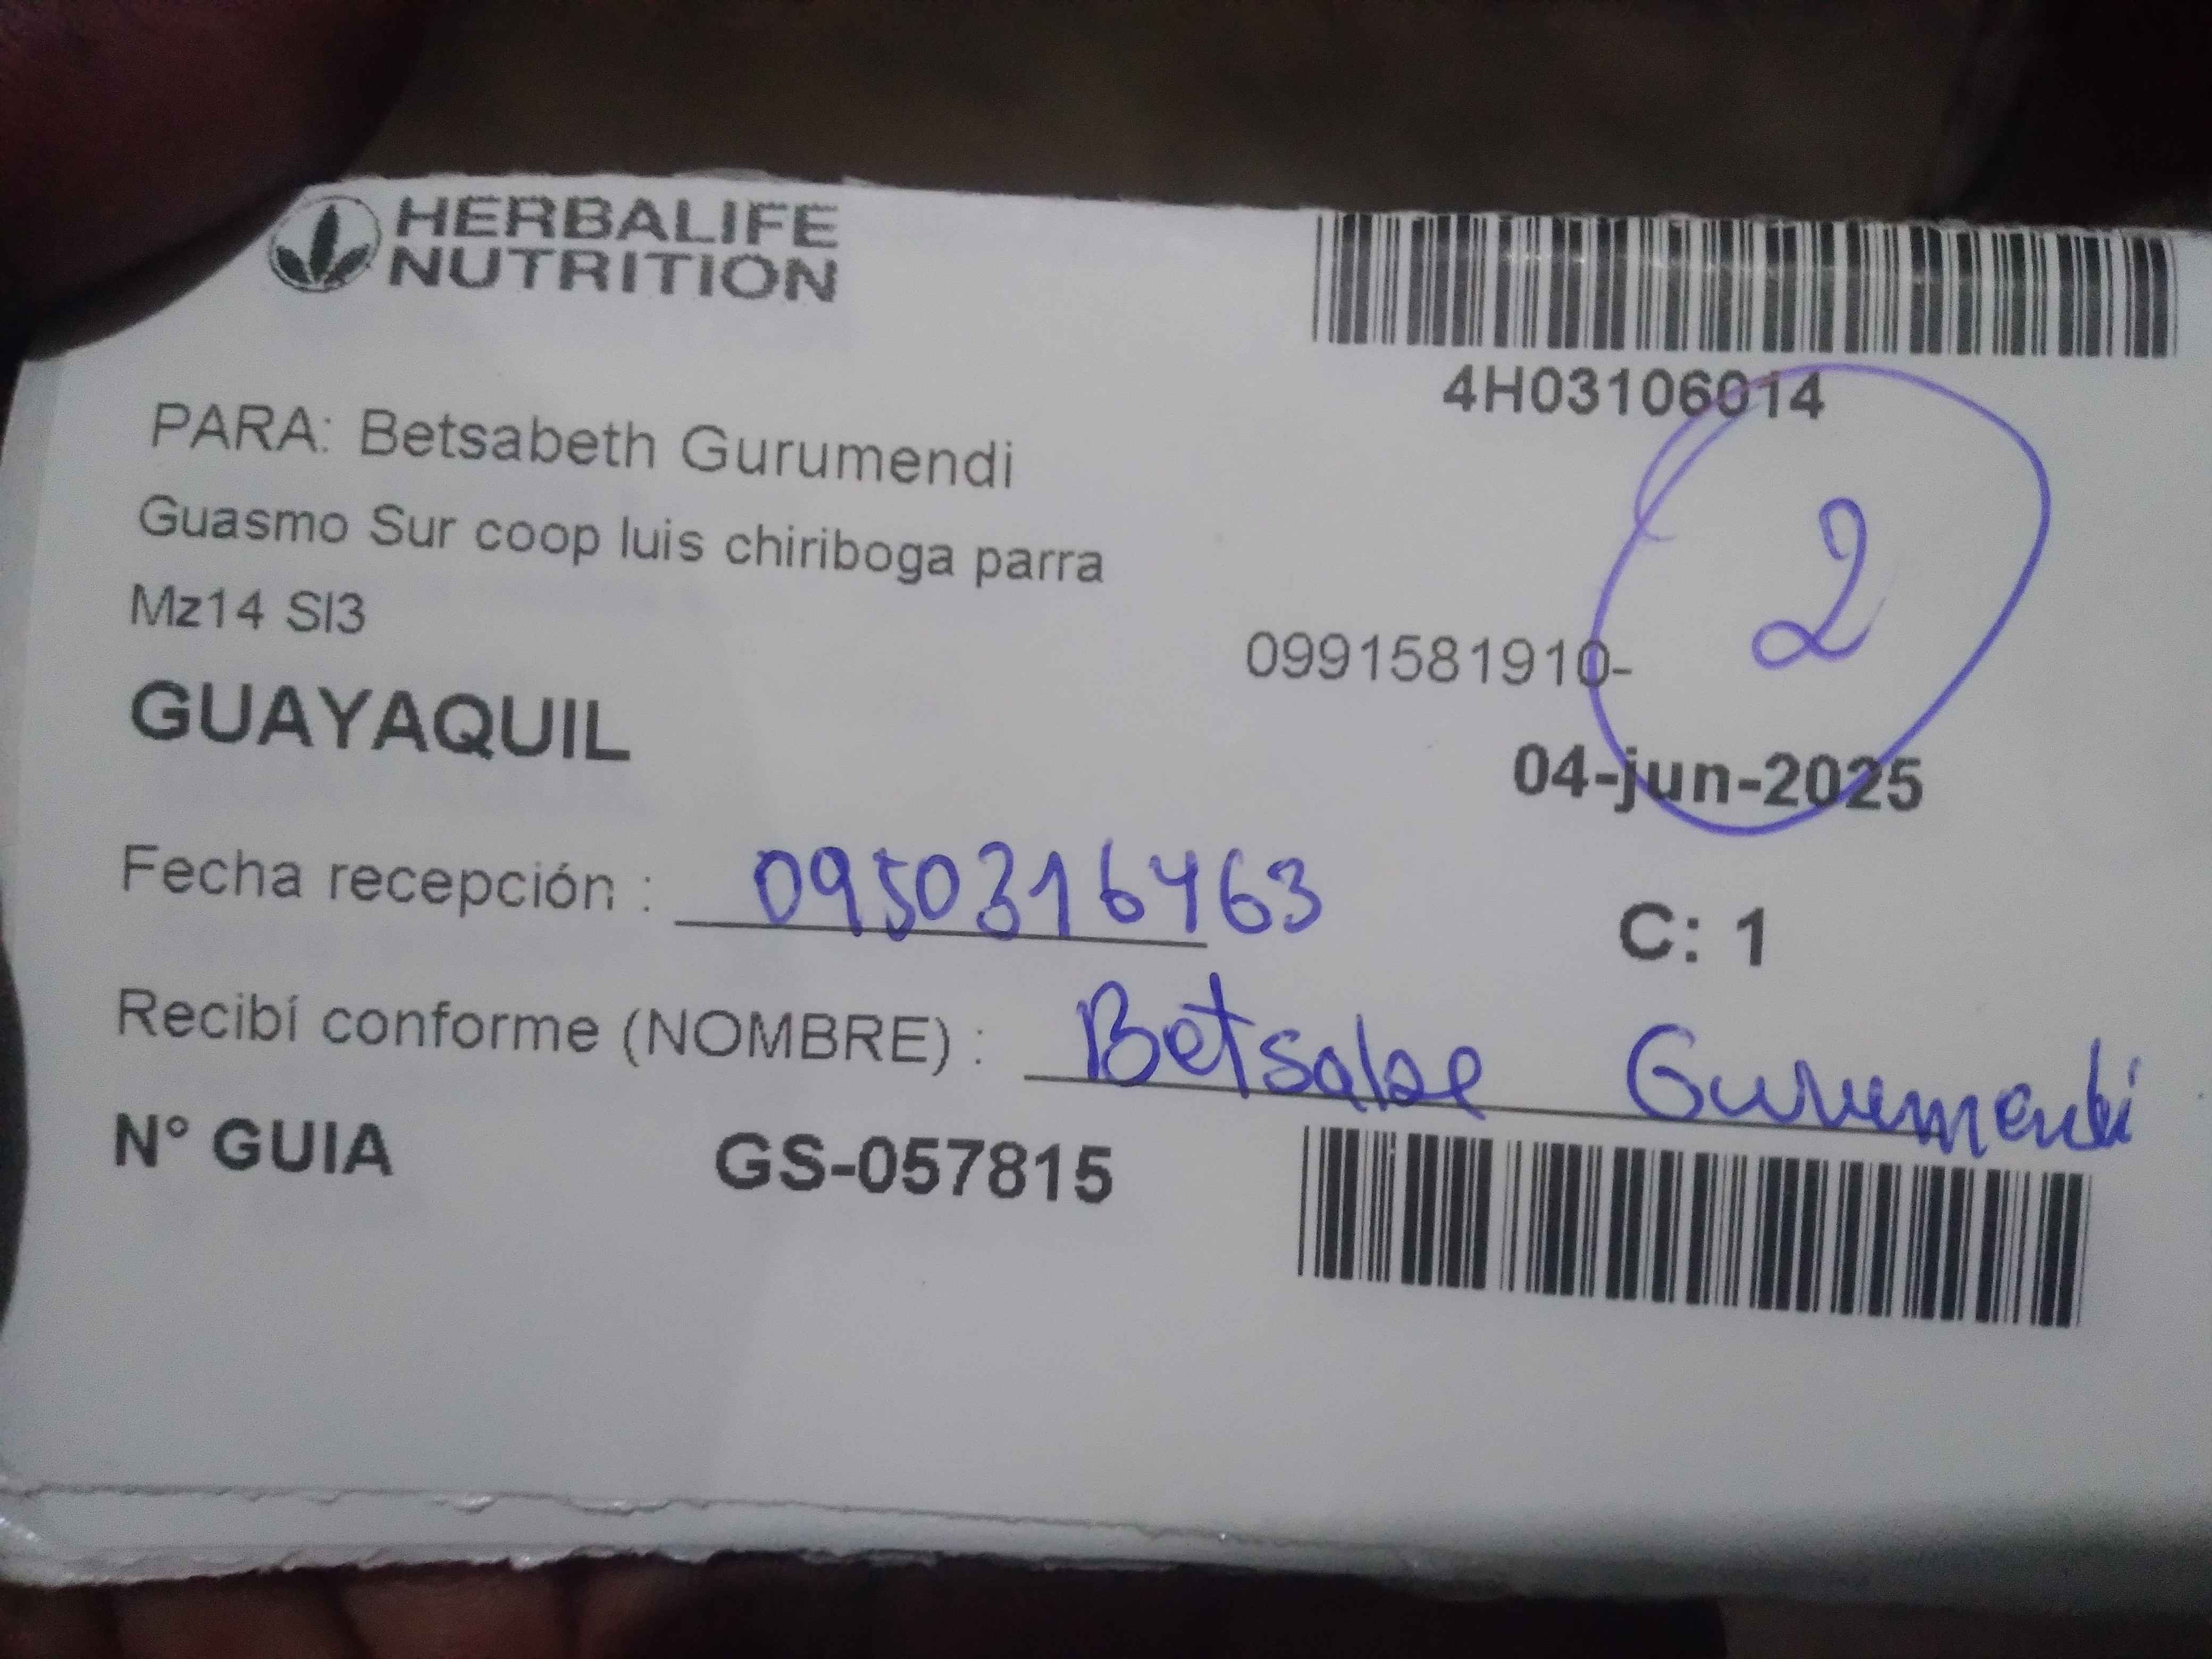 HERBALIFE
NUTRITION
4H03106014
PARA: Betsabeth Gurumendi
Guasmo Sur coop luis chiriboga parra
Mz14 Sl3
2
0991581910-
GUAYAQUIL
04-jun-2025
Fecha recepción : 0950316463
C: 1
Recibí conforme (NOMBRE) : Betsabe Gurumendi
N° GUIA GS-057815